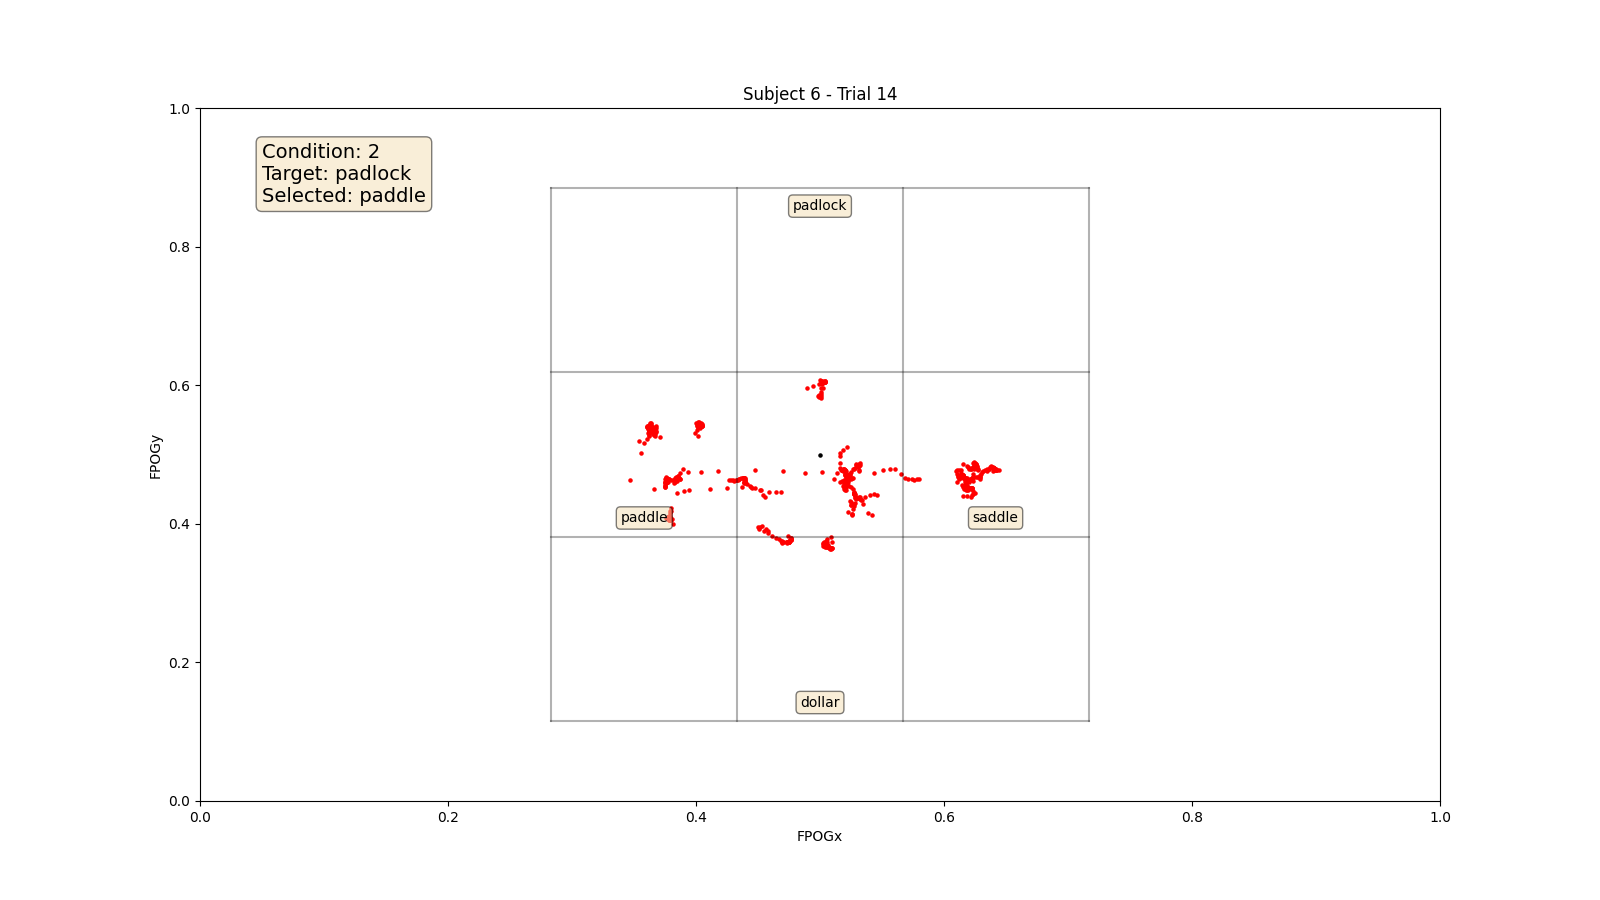 Subject 6 - Trial 14
1.0
Condition: 2
Target: padlock
Selected: paddle
padlock
0.8
0.6
FPOGy
paddle
saddle
0.4
0.2
dollar
0.0
0.0 0.2 0.4 0.6 0.8 1.0
FPOGx